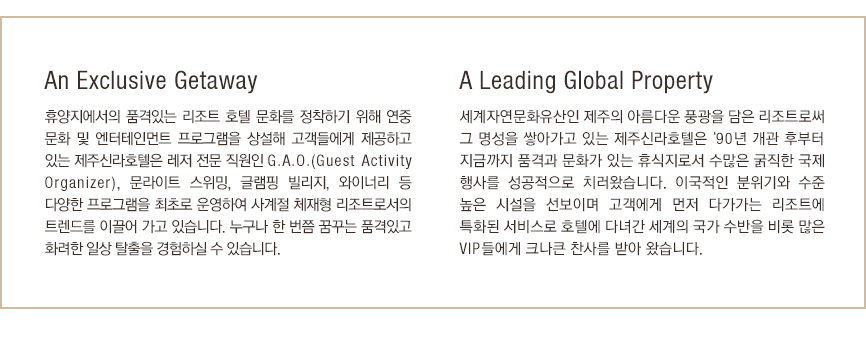 An Exclusive Getaway
휴양지에서의 품격있는 리조트 호텔 문화를 정착하기 위해 연중
문화 및 엔터테인먼트 프로그램을 상설해 고객들에게 제공하고
있는 제주신라호텔은 레저 전문 직원인 G.A.O.(Guest Activity
Organizer), 문라이트 스위밍, 글램핑 빌리지, 와이너리 등
다양한 프로그램을 최초로 운영하여 사계절 체재형 리조트로서의
트렌드를 이끌어 가고 있습니다. 누구나 한 번쯤 꿈꾸는 품격있고
화려한 일상 탈출을 경험하실 수 있습니다.
A Leading Global Property
세계자연문화유산인 제주의 아름다운 풍광을 담은 리조트로써
그 명성을 쌓아가고 있는 제주신라호텔은 '90년 개관 후부터
지금까지 품격과 문화가 있는 휴식지로서 수많은 굵직한 국제
행사를 성공적으로 치러왔습니다. 이국적인 분위기와 수준
높은 시설을 선보이며 고객에게 먼저 다가가는 리조트에
특화된 서비스로 호텔에 다녀간 세계의 국가 수반을 비롯 많은
VIP들에게 크나큰 찬사를 받아 왔습니다.